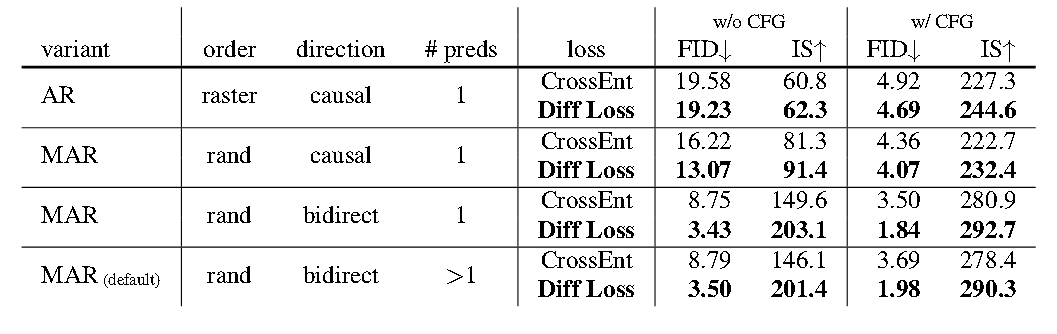 w/o CFG w/ CFG
variant order direction # preds loss FID↓ IS↑ FID↓ IS↑
CrossEnt 19.58 60.8 4.92 227.3
AR raster causal 1
Diff Loss 19.23 62.3 4.69 244.6
CrossEnt 16.22 81.3 4.36 222.7
MAR rand causal 1
Diff Loss 13.07 91.4 4.07 232.4
CrossEnt 8.75 149.6 3.50 280.9
MAR rand bidirect 1
Diff Loss 3.43 203.1 1.84 292.7
CrossEnt 8.79 146.1 3.69 278.4
MAR (default) rand bidirect >1
Diff Loss 3.50 201.4 1.98 290.3